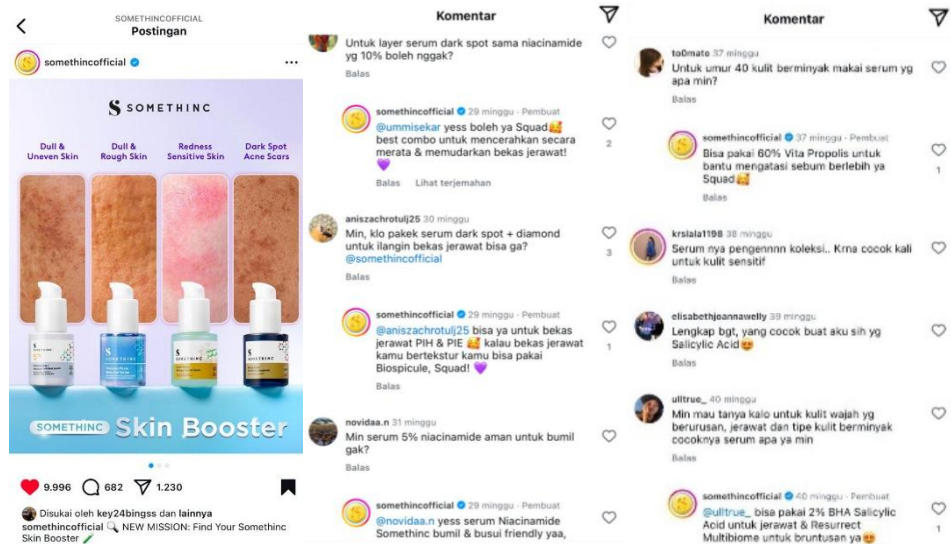 SOMETHINCOFFICIAL
Postingan
somethincofficial
SOMETHINC
Dull &
Uneven Skin
Dull &
Rough Skin
Redness
Sensitive Skin
Dark Spot
Acne Scars
SOMETHINC Skin Booster
9.996 682 1.230
Disukai oleh key24bingss dan lainnya
somethincofficial 🔍 NEW MISSION: Find Your Somethinc
Skin Booster 🧪
Komentar
Untuk layer serum dark spot sama niacinamide
yg 10% boleh nggak?
Balas
somethincofficial 29 minggu · Pembuat
@ummisekar yess boleh ya Squad🥰
best combo untuk mencerahkan secara
merata & memudarkan bekas jerawat!
💜
2
Balas Lihat terjemahan
aniszachrotulj25 30 minggu
Min, klo pakek serum dark spot + diamond
untuk ilangin bekas jerawat bisa ga?
@somethincofficial
3
Balas
somethincofficial 29 minggu · Pembuat
@aniszachrotulj25 bisa ya untuk bekas
jerawat PIH & PIE 🥰 kalau bekas jerawat
kamu bertekstur kamu bisa pakai
Biospicule, Squad! 💜
1
Balas
novidaa.n 31 minggu
Min serum 5% niacinamide aman untuk bumil
gak?
Balas
somethincofficial 29 minggu · Pembuat
@novidaa.n yess serum Niacinamide
Somethinc bumil & busui friendly yaa,
Komentar
to0mato 37 minggu
Untuk umur 40 kulit berminyak makai serum yg
apa min?
Balas
somethincofficial 37 minggu · Pembuat
Bisa pakai 60% Vita Propolis untuk
bantu mengatasi sebum berlebih ya
Squad🥰
1
Balas
krslala1198 38 minggu
Serum nya pengennnn koleksi.. Krna cocok kali
untuk kulit sensitif
Balas
elisabethjoannawelly 39 minggu
Lengkap bgt, yang cocok buat aku sih yg
Salicylic Acid😍
Balas
ulltrue_ 40 minggu
Min mau tanya kalo untuk kulit wajah yg
berurusan, jerawat dan tipe kulit berminyak
cocoknya serum apa ya min
Balas
somethincofficial 40 minggu · Pembuat
@ulltrue_ bisa pakai 2% BHA Salicylic
Acid untuk jerawat & Resurrect
Multibiome untuk bruntusan ya😍
1